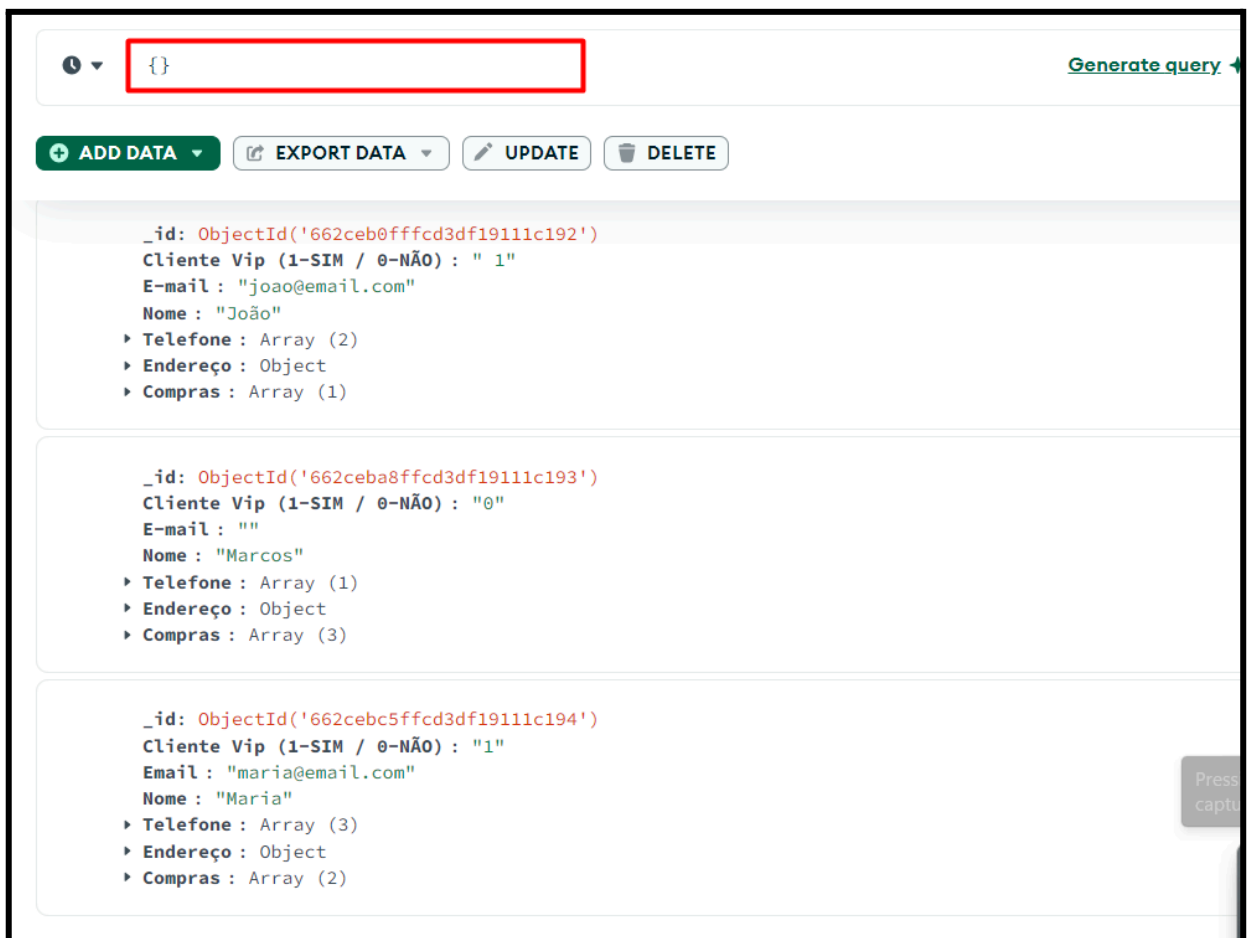 {}
Generate query
ADD DATA
EXPORT DATA
UPDATE
DELETE
_id: ObjectId('662ceb0fffcd3df19111c192')
Cliente Vip (1-SIM / 0-NÃO) : " 1"
E-mail : "joao@email.com"
Nome : "João"
Telefone : Array (2)
Endereço : Object
Compras : Array (1)
_id: ObjectId('662ceba8ffcd3df19111c193')
Cliente Vip (1-SIM / 0-NÃO) : "0"
E-mail : ""
Nome : "Marcos"
Telefone : Array (1)
Endereço : Object
Compras : Array (3)
_id: ObjectId('662cebc5ffcd3df19111c194')
Cliente Vip (1-SIM / 0-NÃO) : "1"
Email : "maria@email.com"
Nome : "Maria"
Telefone : Array (3)
Endereço : Object
Compras : Array (2)
Press
captu